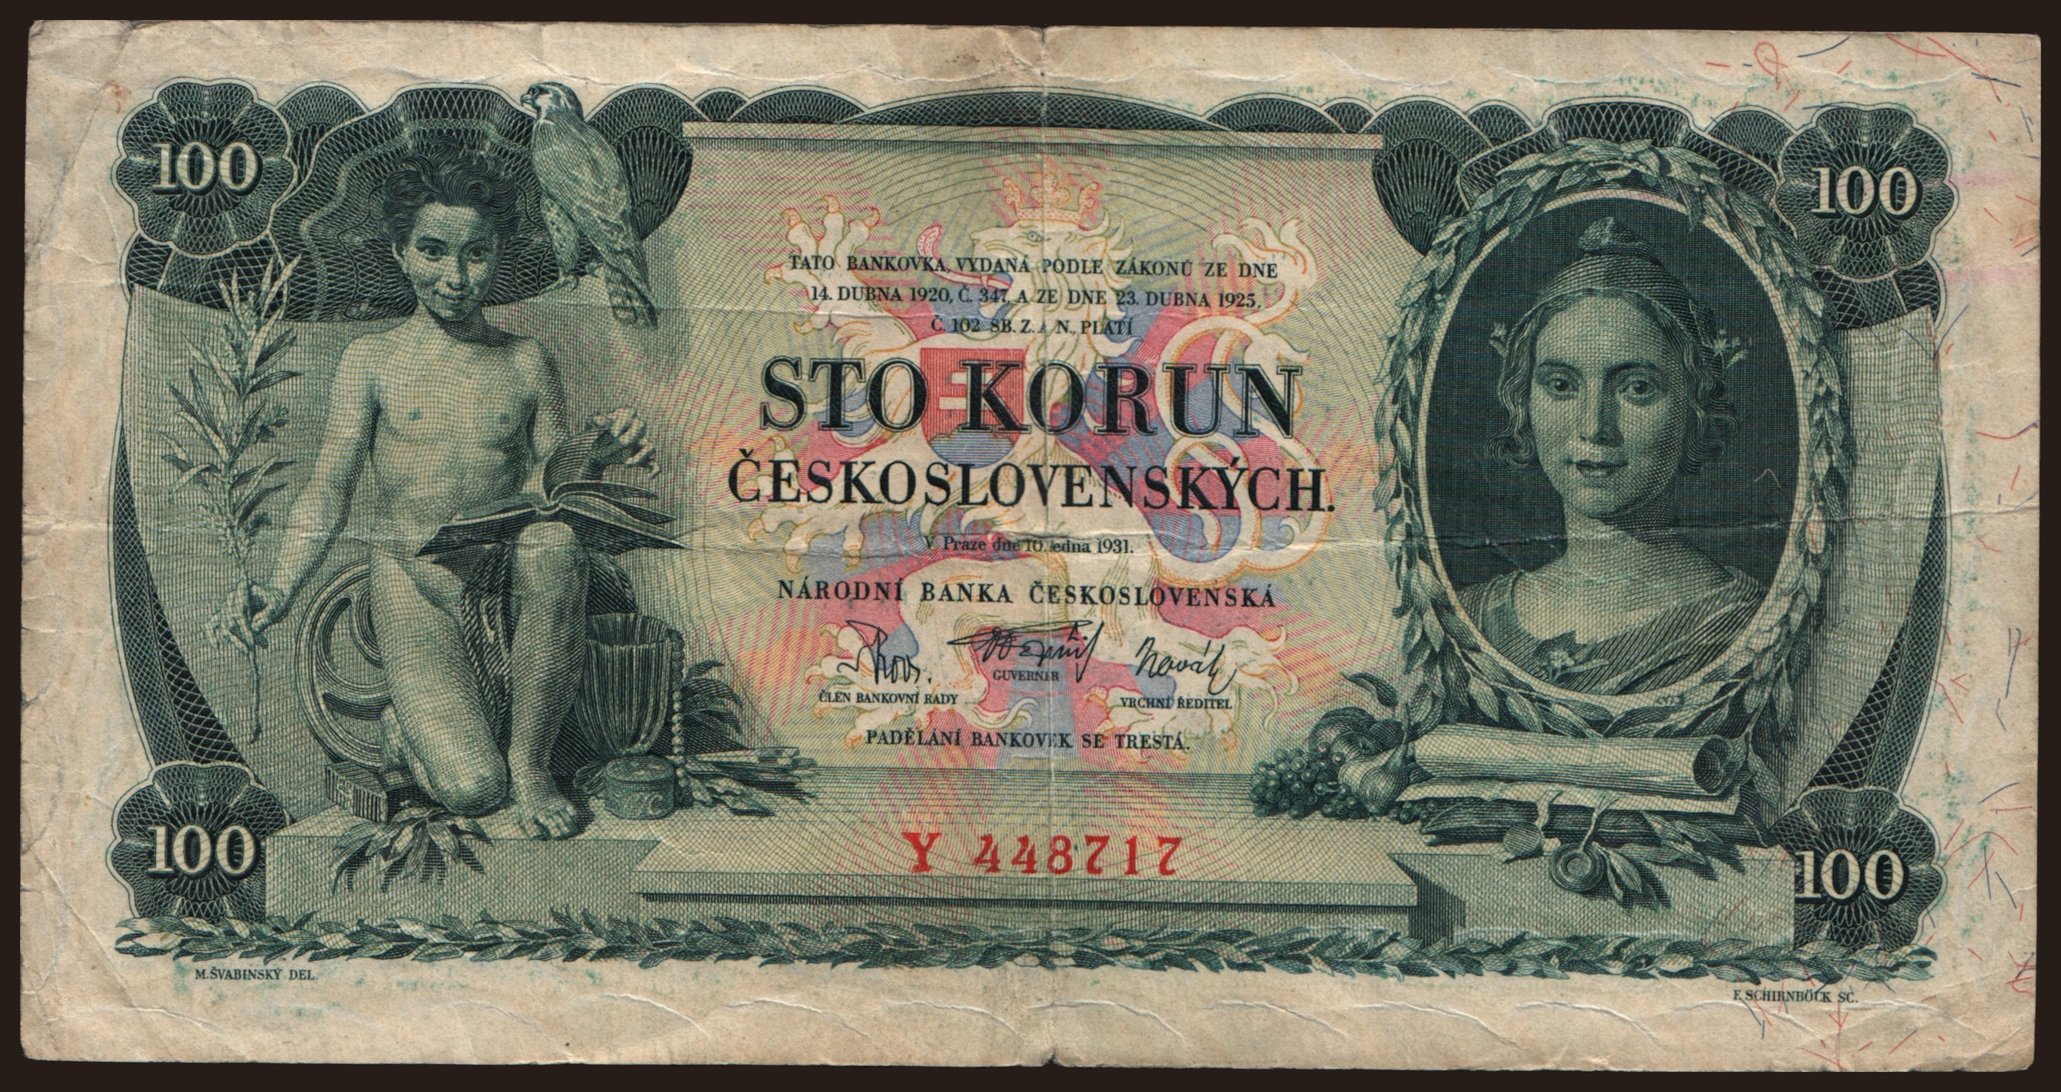 100
100
TATO BANKOVKA, VYDANÁ PODLE ZÁKONŮ ZE DNE
14. DUBNA 1920, Č. 347, A ZE DNE 23. DUBNA 1925,
Č. 102 SB. Z. A N., PLATÍ
STO KORUN
ČESKOSLOVENSKÝCH.
V Praze dne 10. ledna 1931.
NÁRODNÍ BANKA ČESKOSLOVENSKÁ
Novák
ČLEN BANKOVNÍ RADY GUVERNER VRCHNÍ ŘEDITEL
PADĚLÁNÍ BANKOVEK SE TRESTÁ.
100
Y 448717
100
M. ŠVABINSKÝ DEL.
F. SCHIRNBÖCK SC.